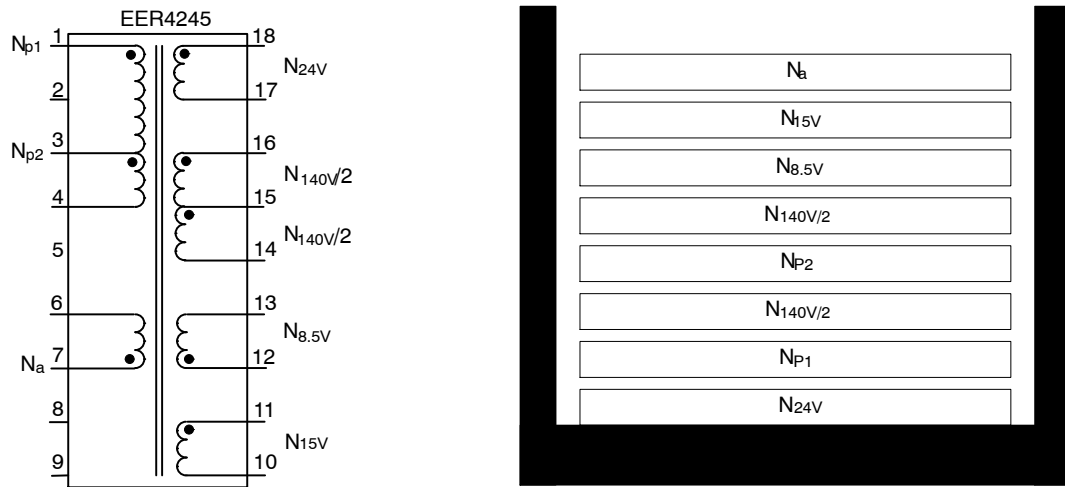 EER4245
Np1
1
2
3
Np2
4
5
6
7
Na
8
9
18
N24V
17
16
N140V/2
15
N140V/2
14
13
N8.5V
12
11
N15V
10
Na
N15V
N8.5V
N140V/2
NP2
N140V/2
NP1
N24V